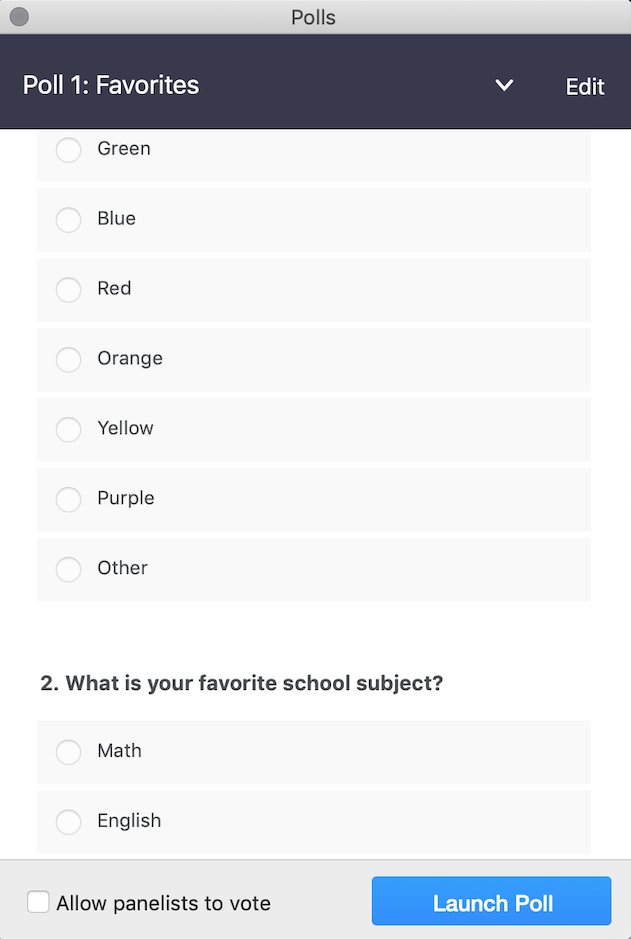 Polls
Poll 1: Favorites
Edit
Green
Blue
Red
Orange
Yellow
Purple
Other
2. What is your favorite school subject?
Math
English
Allow panelists to vote
Launch Poll